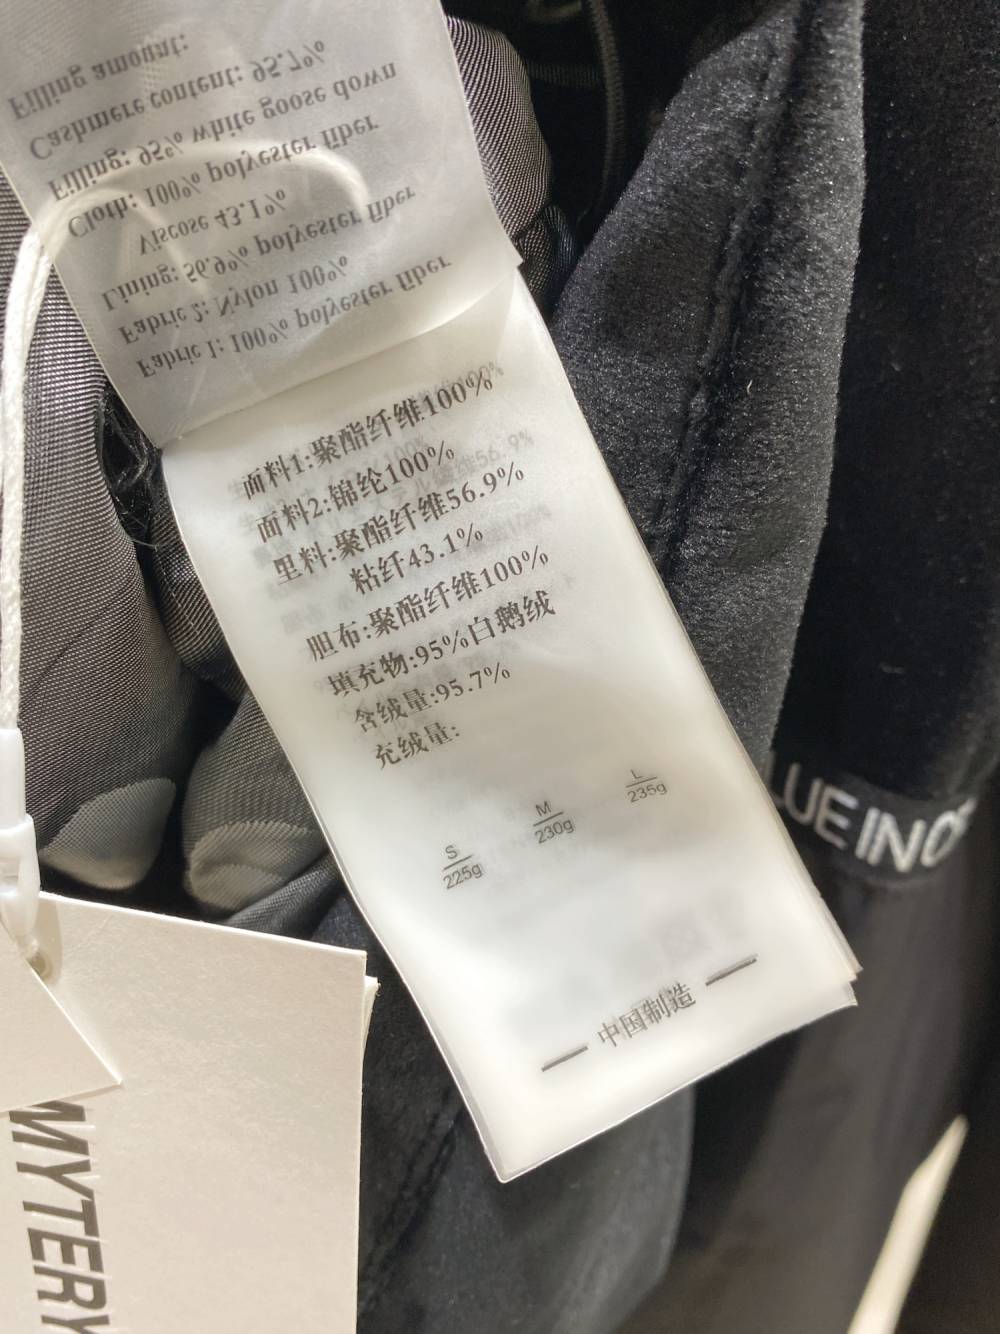 Fabric 1: 100% polyester fiber
Fabric 2: Nylon 100%
Lining: 56.9% polyester fiber
Viscose 43.1%
Cloth: 100% polyester fiber
Filling: 95% white goose down
Cashmere content: 95.7%
Filling amount:
面料1:聚酯纤维100%
面料2:锦纶100%
里料:聚酯纤维56.9%
粘纤43.1%
胆布:聚酯纤维100%
填充物:95%白鹅绒
含绒量:95.7%
充绒量:
S M L
225g 230g 235g
中国制造
LUE IN
MYTERY